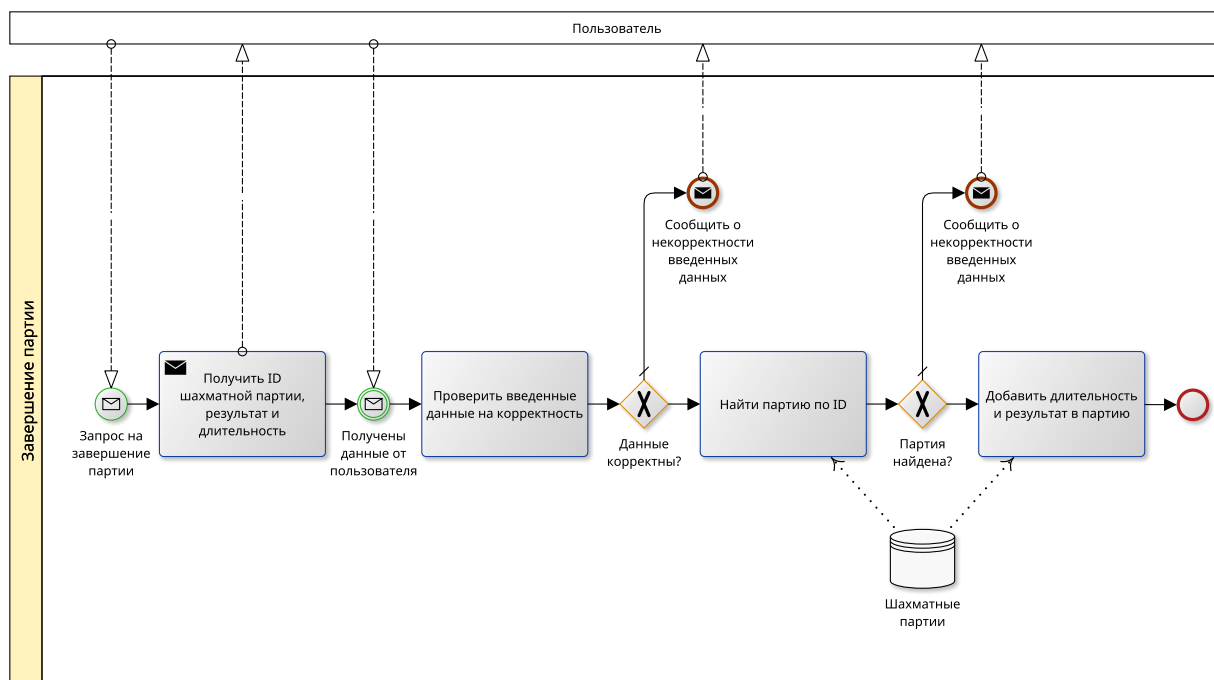 Пользователь
Завершение партии
Сообщить о
некорректности
введенных
данных
Сообщить о
некорректности
введенных
данных
Запрос на
завершение
партии
Получить ID
шахматной партии,
результат и
длительность
Получены
данные от
пользователя
Проверить введенные
данные на корректность
Данные
корректны?
Найти партию по ID
Партия
найдена?
Добавить длительность
и результат в партию
Шахматные
партии